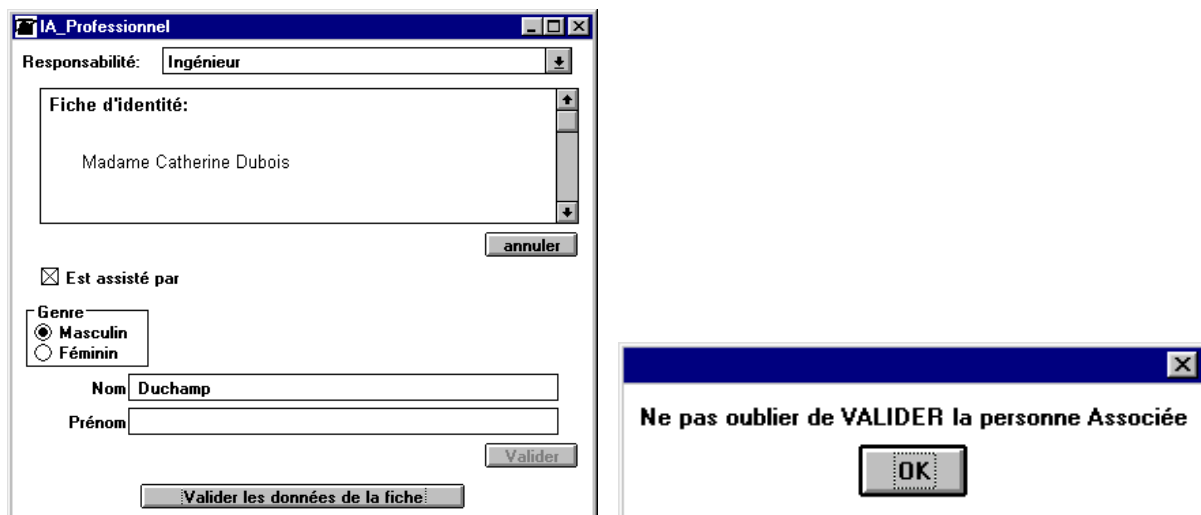 IA_Professionnel
Responsabilité: Ingénieur
Fiche d'identité:
Madame Catherine Dubois
annuler
Est assisté par
Genre
Masculin
Féminin
Nom Duchamp
Prénom
Valider
Valider les données de la fiche
Ne pas oublier de VALIDER la personne Associée
OK